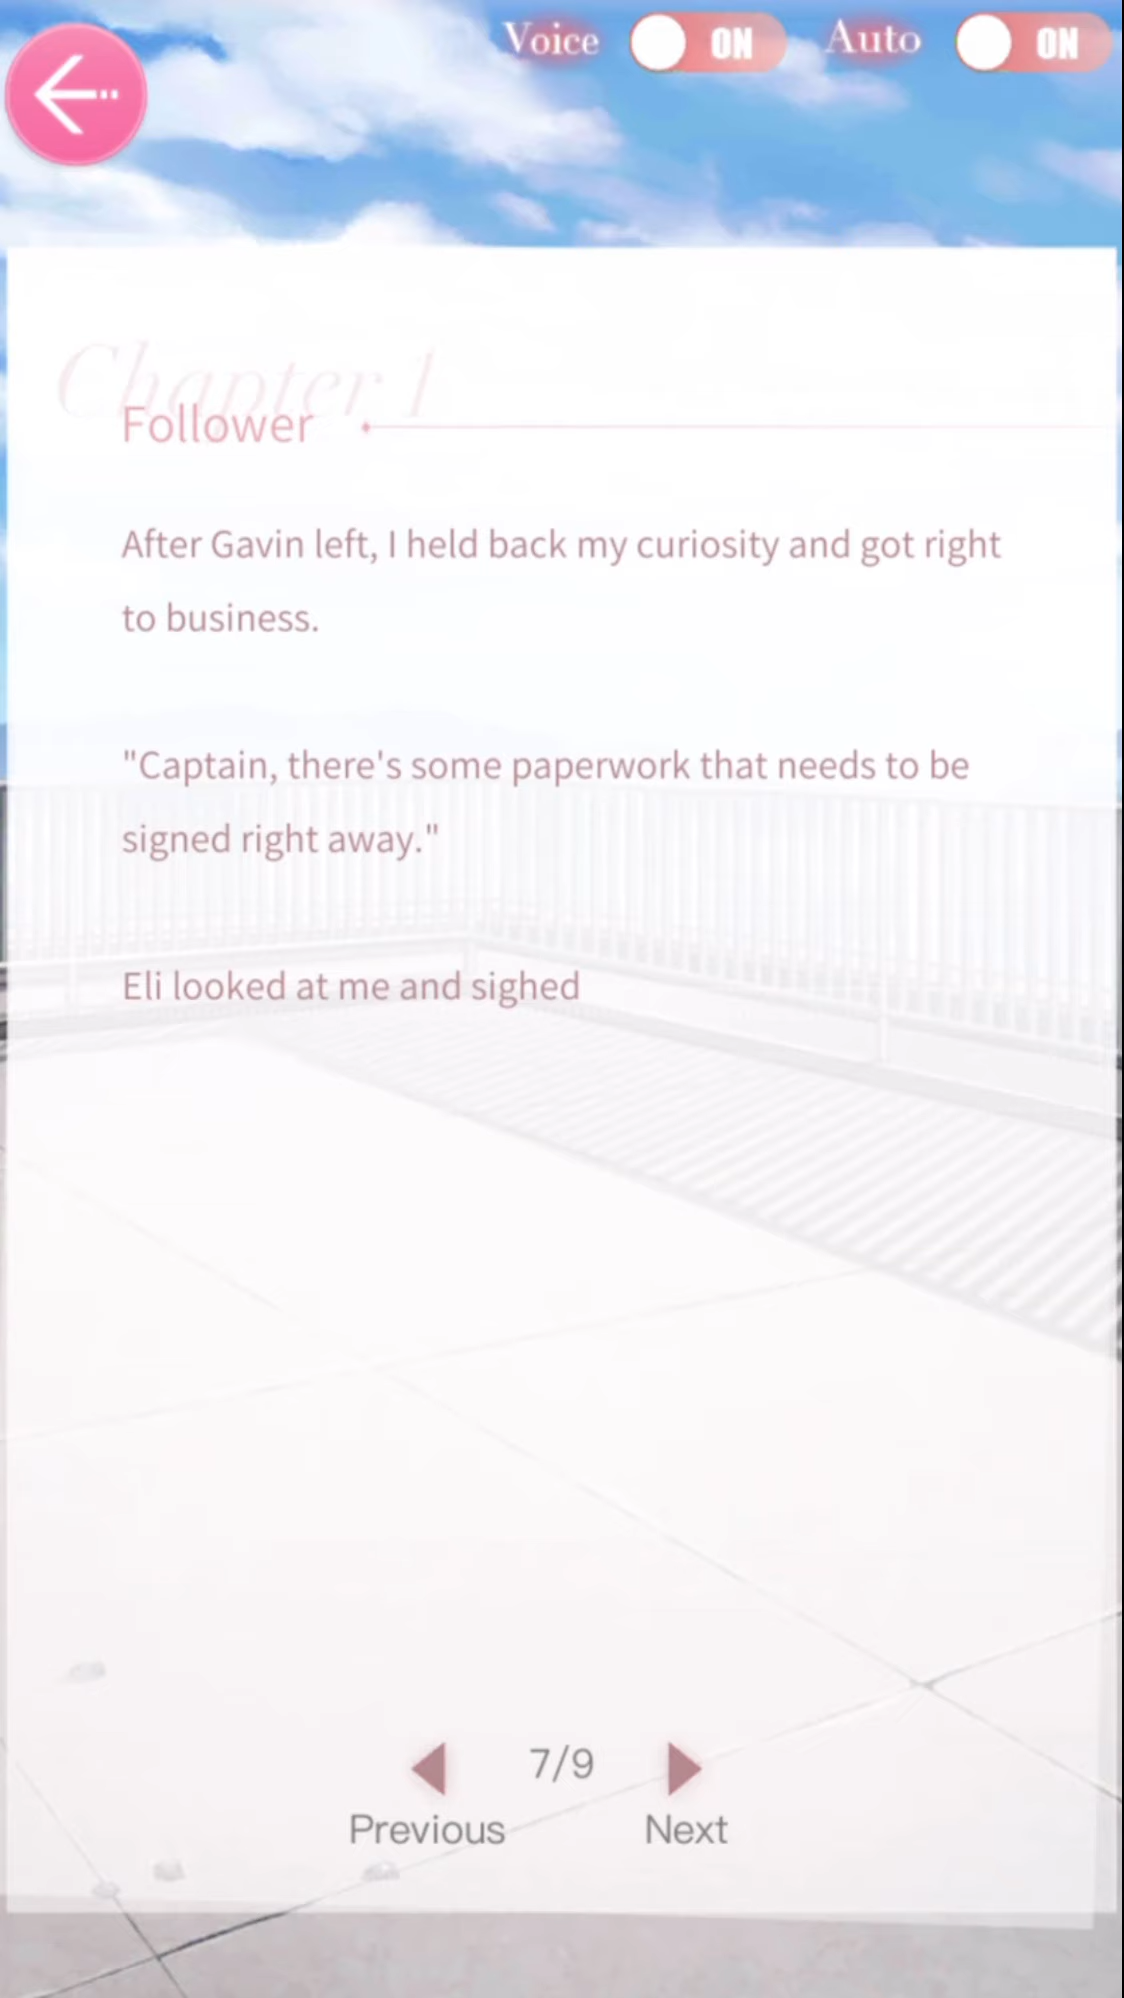 Voice ON Auto ON
Chapter 1
Follower
After Gavin left, I held back my curiosity and got right
to business.
"Captain, there's some paperwork that needs to be
signed right away."
Eli looked at me and sighed
7/9
Previous Next